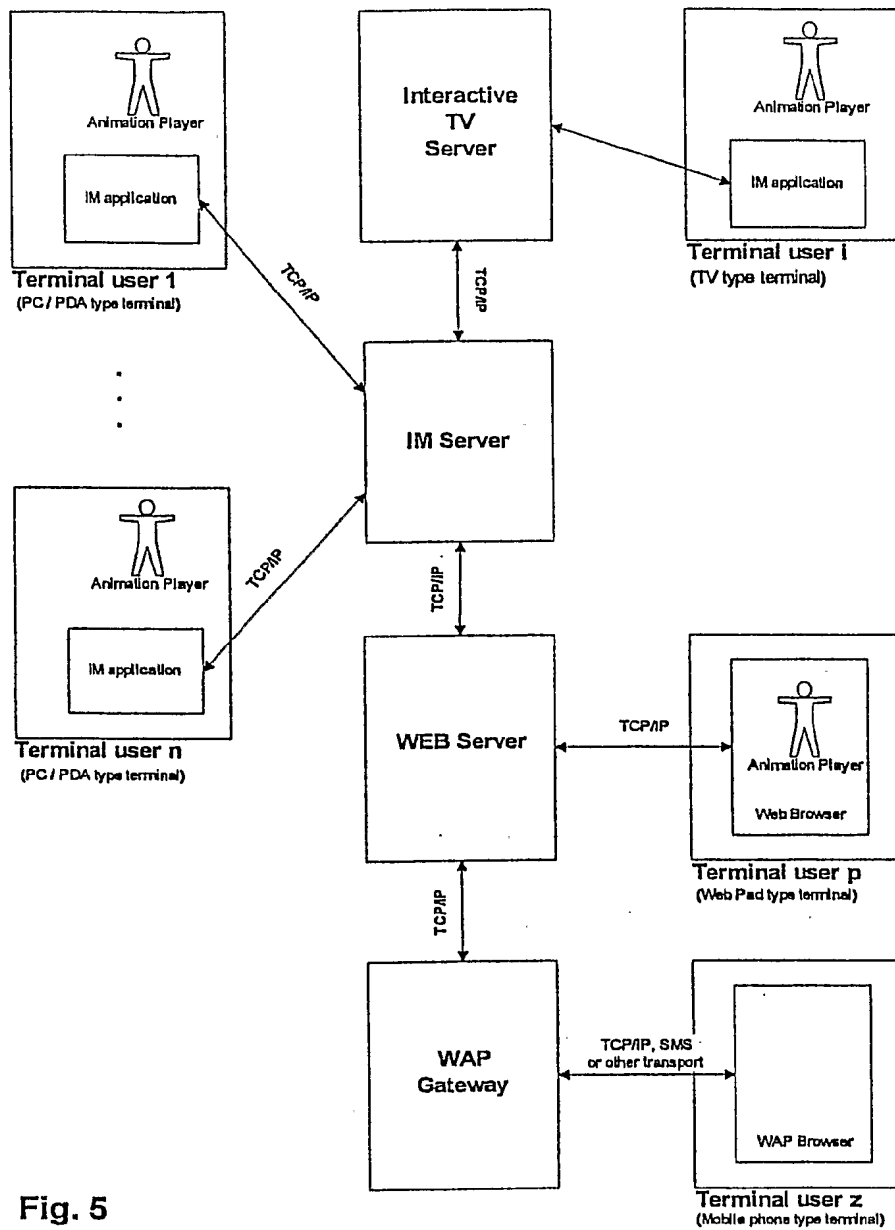 Animation Player
IM application
Terminal user 1
(PC / PDA type terminal)
TCP/IP
Interactive
TV
Server
Animation Player
IM application
Terminal user i
(TV type terminal)
TCP/IP
IM Server
Animation Player
IM application
Terminal user n
(PC / PDA type terminal)
TCP/IP
TCP/IP
WEB Server
TCP/IP
Animation Player
Web Browser
Terminal user p
(Web Pad type terminal)
TCP/IP
WAP
Gateway
TCP/IP, SMS
or other transport
WAP Browser
Terminal user z
(Mobile phone type terminal)
Fig. 5